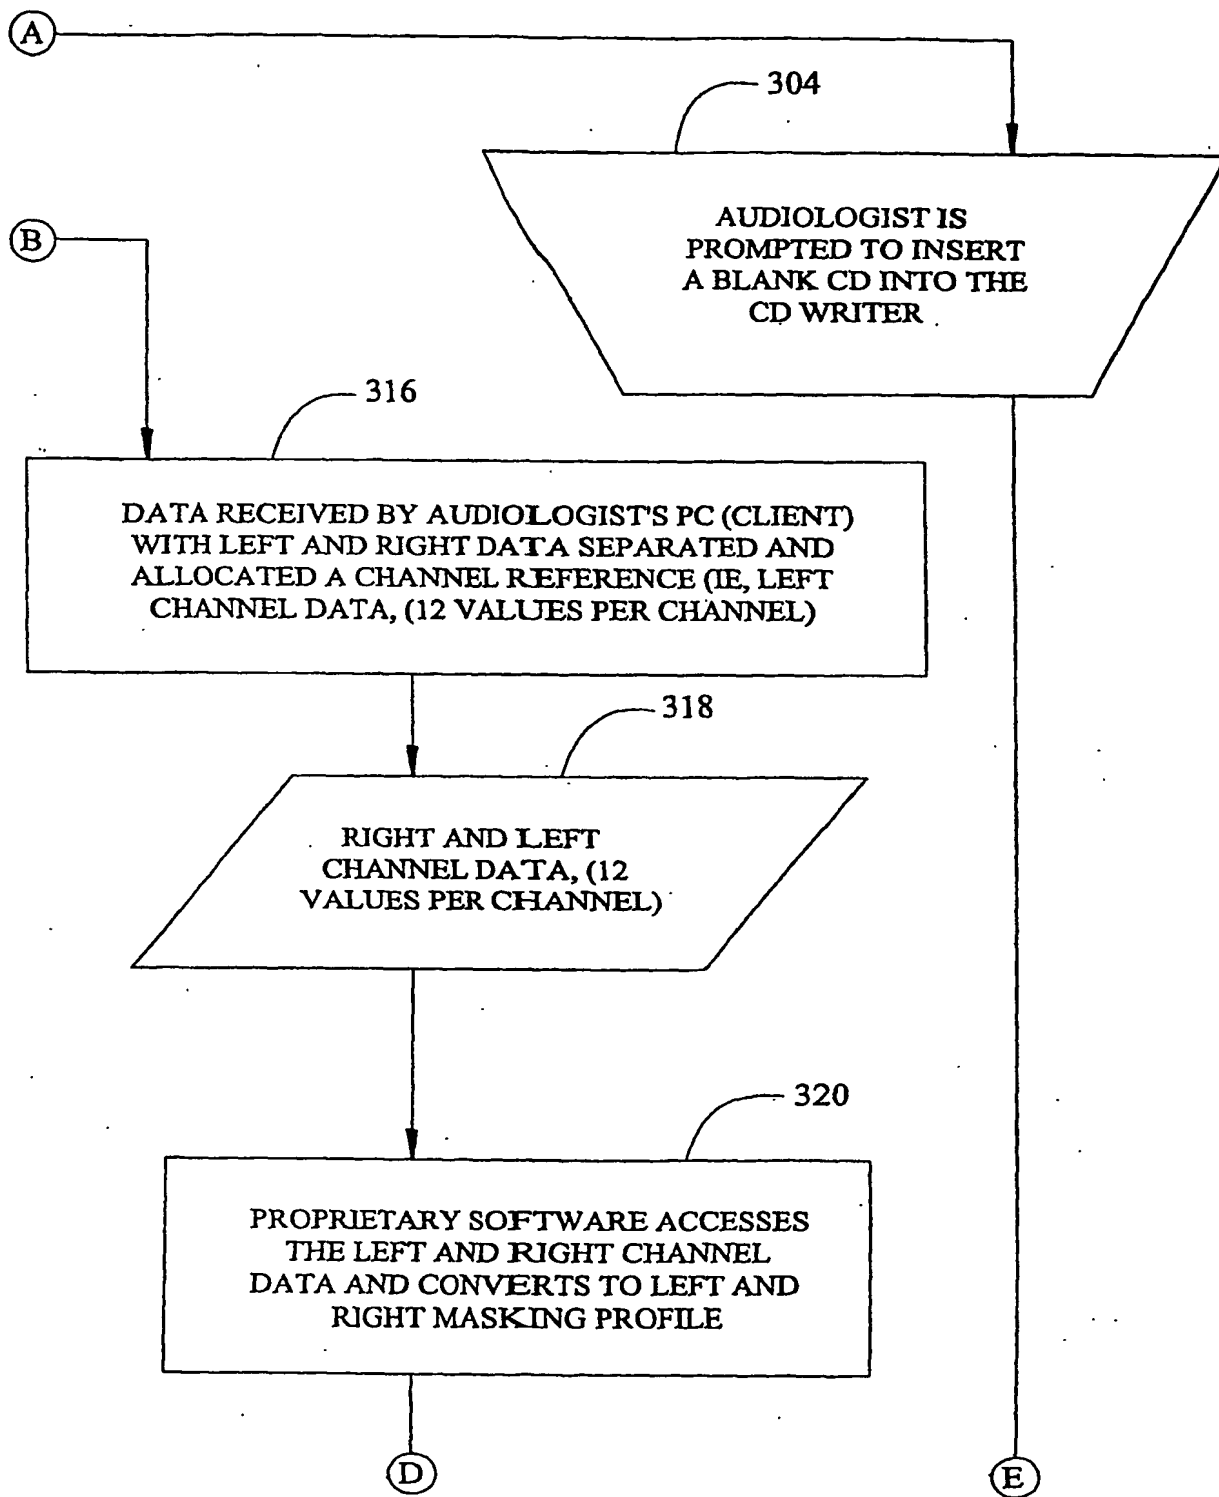 A
304
AUDIOLOGIST IS
PROMPTED TO INSERT
A BLANK CD INTO THE
CD WRITER
B
316
DATA RECEIVED BY AUDIOLOGIST'S PC (CLIENT)
WITH LEFT AND RIGHT DATA SEPARATED AND
ALLOCATED A CHANNEL REFERENCE (IE, LEFT
CHANNEL DATA, (12 VALUES PER CHANNEL)
318
RIGHT AND LEFT
CHANNEL DATA, (12
VALUES PER CHANNEL)
320
PROPRIETARY SOFTWARE ACCESSES
THE LEFT AND RIGHT CHANNEL
DATA AND CONVERTS TO LEFT AND
RIGHT MASKING PROFILE
D
E